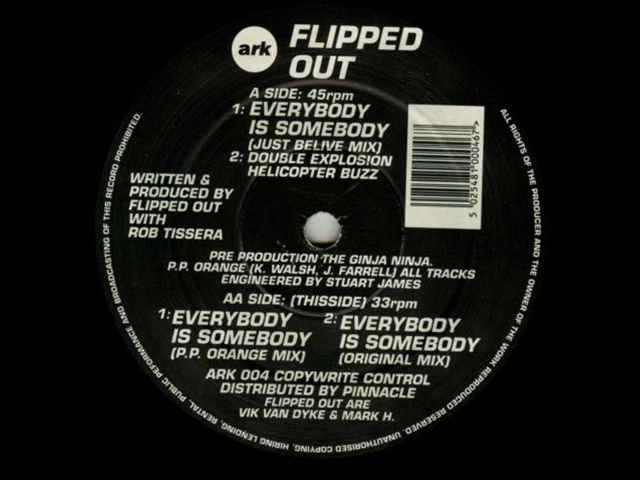 ark
FLIPPED
OUT
A SIDE: 45rpm
1: EVERYBODY
IS SOMEBODY
(JUST BELIVE MIX)
2: DOUBLE EXPLOSION
HELICOPTER BUZZ
WRITTEN &
PRODUCED BY
FLIPPED OUT
WITH
ROB TISSERA
5 023481 000467>
PRE PRODUCTION THE GINJA NINJA.
P.P. ORANGE (K. WALSH, J. FARRELL) ALL TRACKS
ENGINEERED BY STUART JAMES
AA SIDE: (THISSIDE) 33rpm
1: EVERYBODY
IS SOMEBODY
(P.P. ORANGE MIX)
2: EVERYBODY
IS SOMEBODY
(ORIGINAL MIX)
ARK 004 COPYWRITE CONTROL
DISTRIBUTED BY PINNACLE
FLIPPED OUT ARE
VIK VAN DYKE & MARK H.
ALL RIGHTS OF THE PRODUCER AND THE OWNER OF THE WORK REPRODUCED RESERVED. UNAUTHORISED COPYING, HIRING LENDING, RENTAL, PUBLIC PEFORMANCE AND BROADCASTING OF THIS RECORD PROHIBITED.